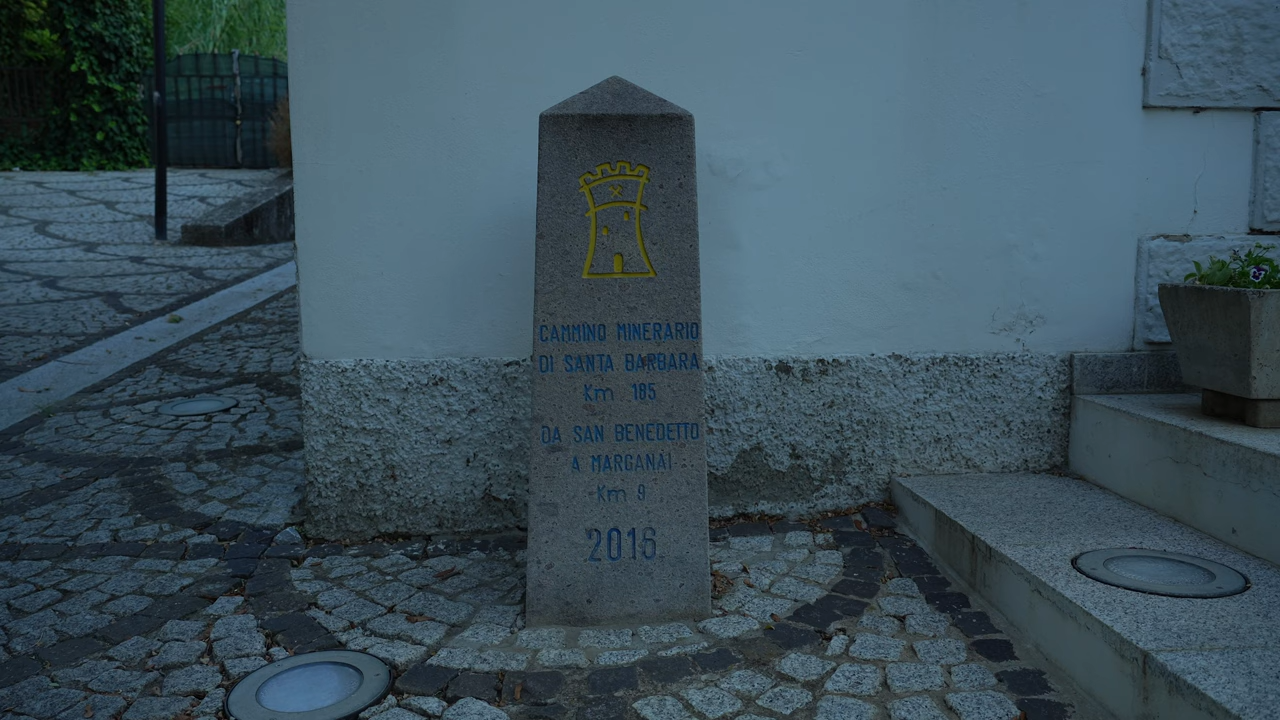 CAMMINO MINERARIO
DI SANTA BARBARA
Km 185
DA SAN BENEDETTO
A MARGANAI
Km 9
2016